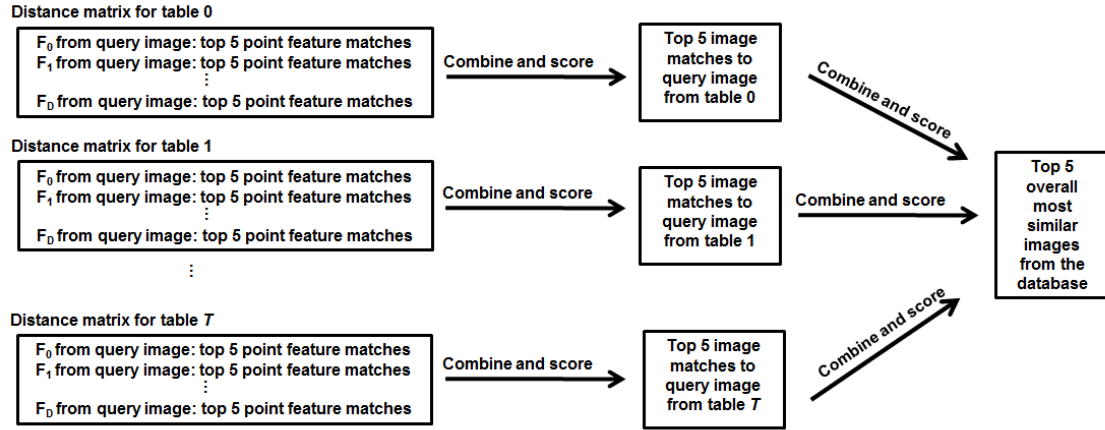 Distance matrix for table 0
F0 from query image: top 5 point feature matches
F1 from query image: top 5 point feature matches
⋮
FD from query image: top 5 point feature matches
Combine and score
Top 5 image
matches to
query image
from table 0
Combine and score
Distance matrix for table 1
F0 from query image: top 5 point feature matches
F1 from query image: top 5 point feature matches
⋮
FD from query image: top 5 point feature matches
Combine and score
Top 5 image
matches to
query image
from table 1
Combine and score
Top 5
overall
most
similar
images
from the
database
⋮
Distance matrix for table T
F0 from query image: top 5 point feature matches
F1 from query image: top 5 point feature matches
⋮
FD from query image: top 5 point feature matches
Combine and score
Top 5 image
matches to
query image
from table T
Combine and score